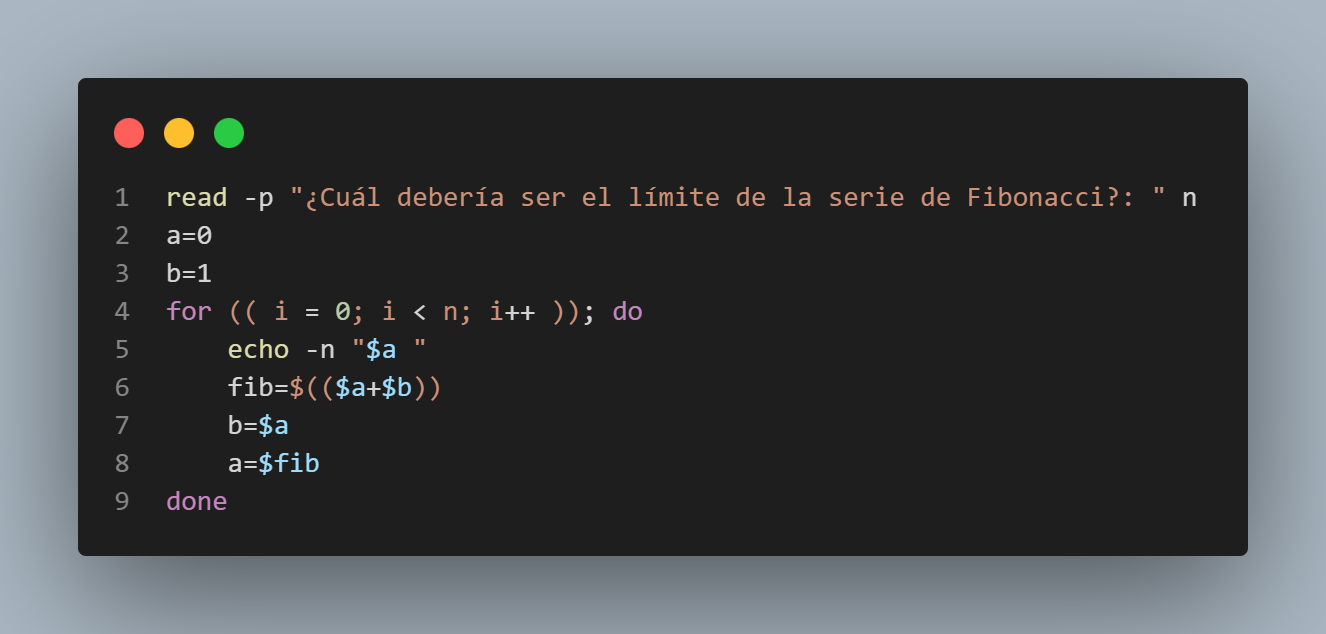 1 read -p "¿Cuál debería ser el límite de la serie de Fibonacci?: " n
2 a=0
3 b=1
4 for (( i = 0; i < n; i++ )); do
5     echo -n "$a "
6     fib=$(($a+$b))
7     b=$a
8     a=$fib
9 done